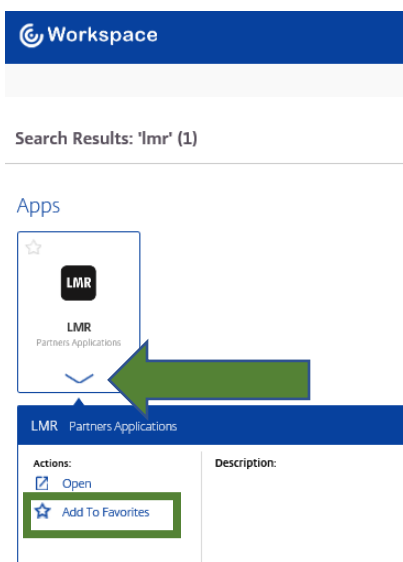 Workspace
Search Results: 'lmr' (1)
Apps
LMR
LMR
Partners Applications
LMR Partners Applications
Actions:
Description:
Open
Add To Favorites